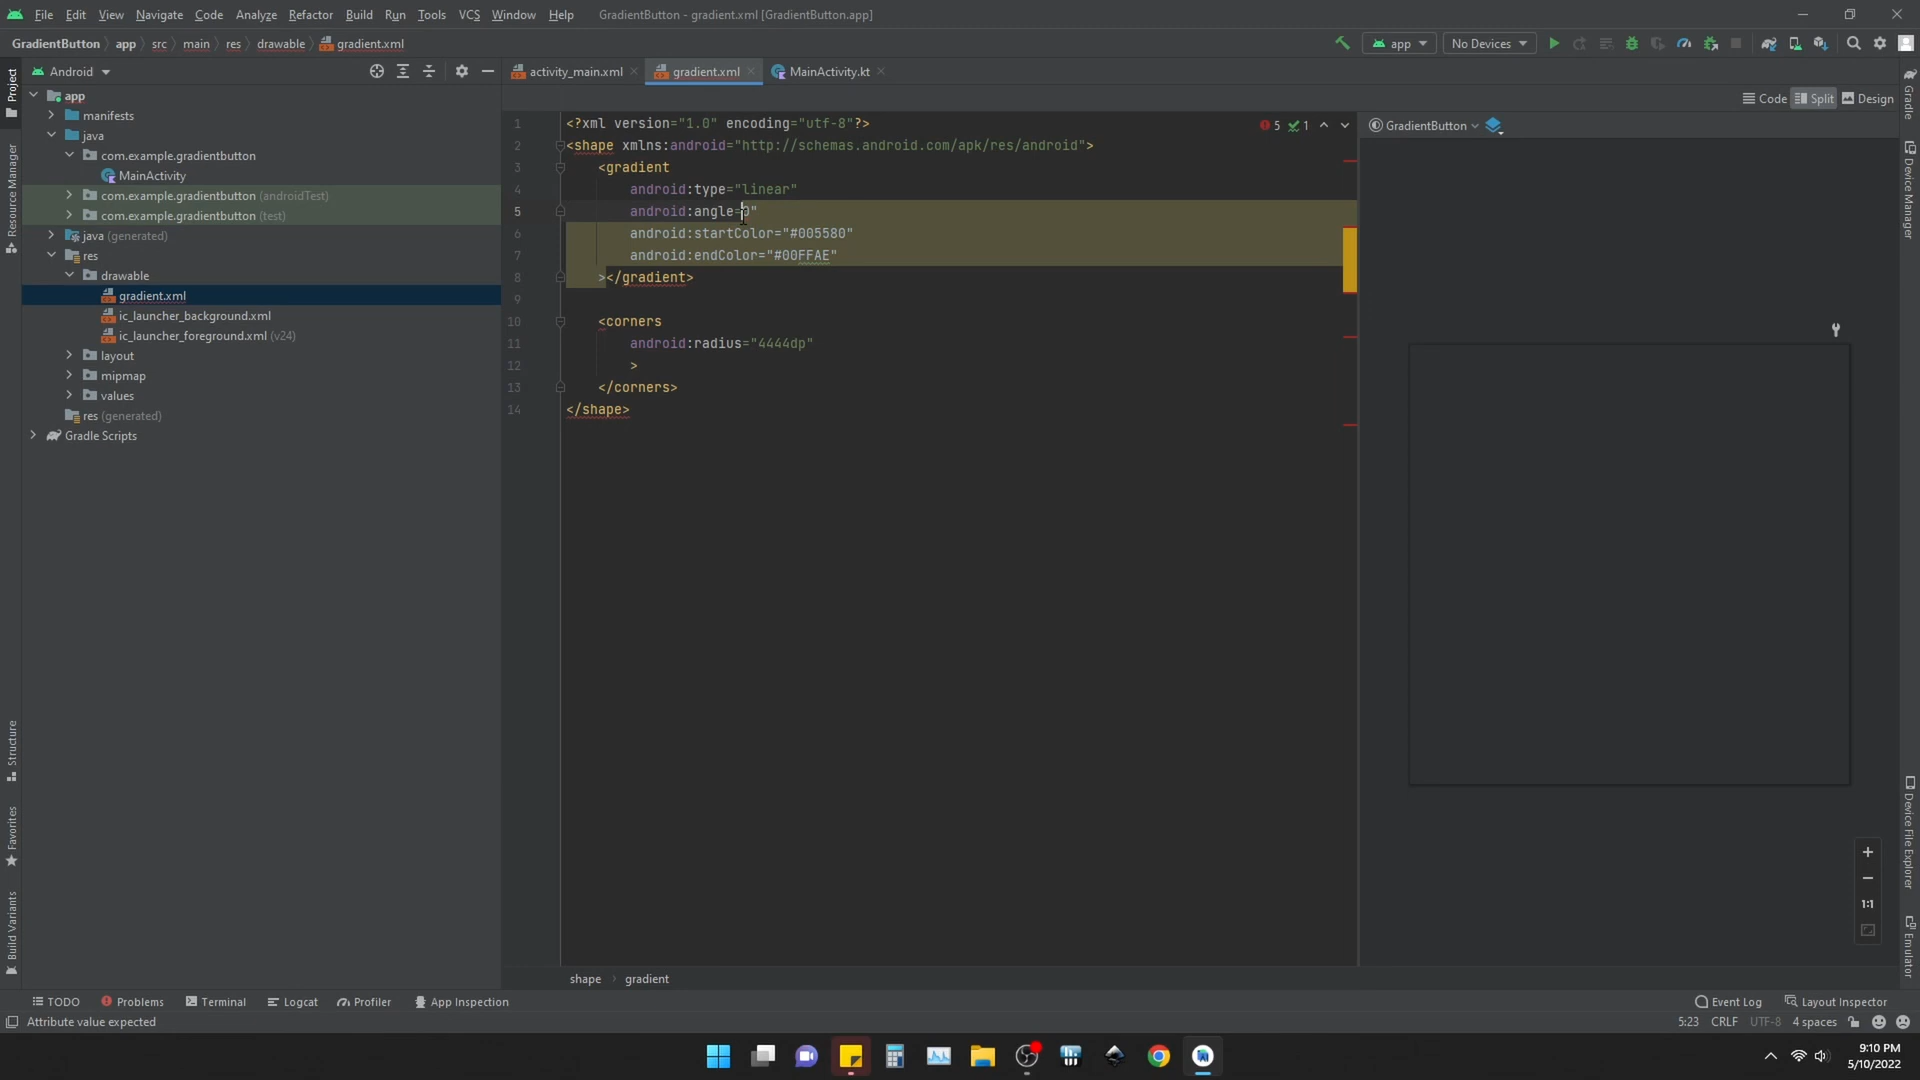 File Edit View Navigate Code Analyze Refactor Build Run Tools VCS Window Help GradientButton - gradient.xml [GradientButton.app]
GradientButton app src main res drawable gradient.xml
app No Devices
Android
activity_main.xml gradient.xml MainActivity.kt
Code Split Design
Project
Resource Manager
Structure
Favorites
Build Variants
app
manifests
java
com.example.gradientbutton
MainActivity
com.example.gradientbutton (androidTest)
com.example.gradientbutton (test)
java (generated)
res
drawable
gradient.xml
ic_launcher_background.xml
ic_launcher_foreground.xml (v24)
layout
mipmap
values
res (generated)
Gradle Scripts
1 <?xml version="1.0" encoding="utf-8"?>
2 <shape xmlns:android="http://schemas.android.com/apk/res/android">
3 <gradient
4 android:type="linear"
5 android:angle=0"
6 android:startColor="#005580"
7 android:endColor="#00FFAE"
8 ></gradient>
9
10 <corners
11 android:radius="4444dp"
12 >
13 </corners>
14 </shape>
5 1
GradientButton
1:1
Gradle
Device Manager
Device File Explorer
Emulator
shape gradient
TODO Problems Terminal Logcat Profiler App Inspection Event Log Layout Inspector
Attribute value expected 5:23 CRLF UTF-8 4 spaces
9:10 PM
5/10/2022